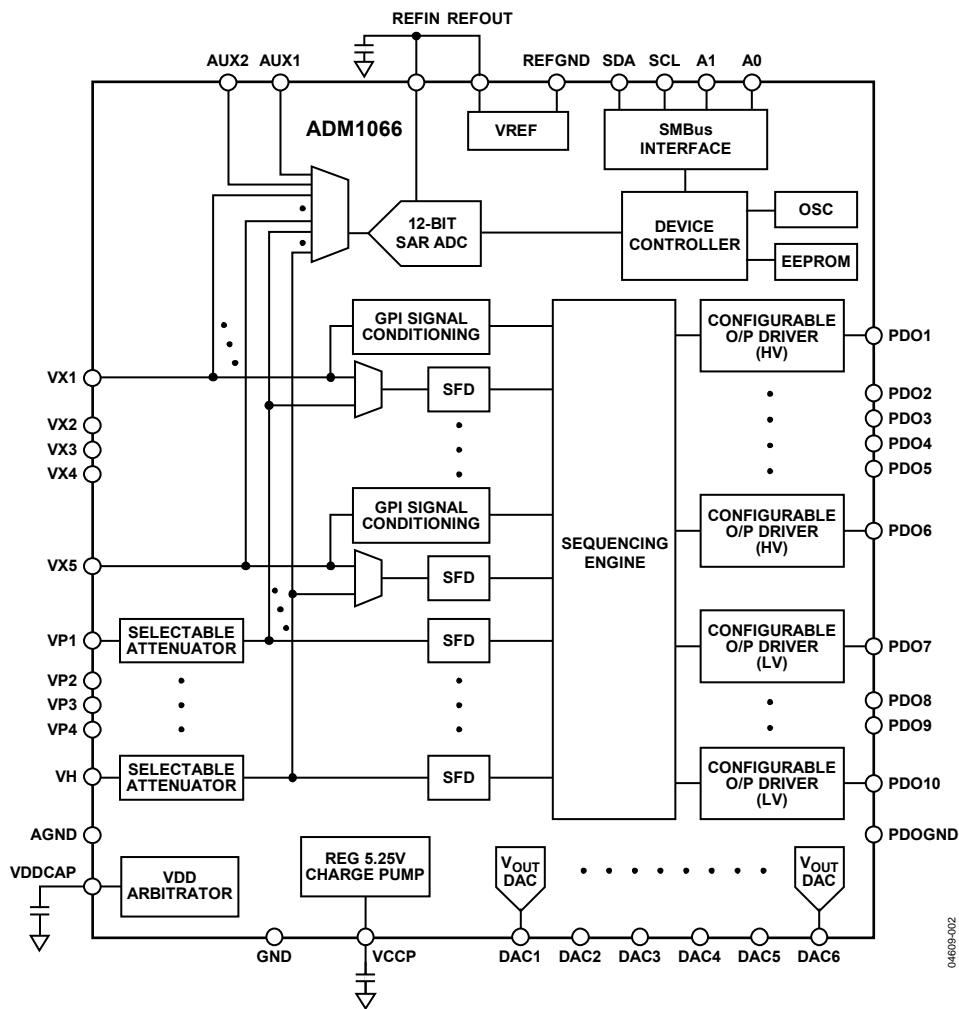 REFIN REFOUT
AUX2 AUX1
REFGND SDA SCL A1 A0
ADM1066
VREF
SMBus
INTERFACE
12-BIT
SAR ADC
DEVICE
CONTROLLER
OSC
EEPROM
GPI SIGNAL
CONDITIONING
CONFIGURABLE
O/P DRIVER
(HV)
PDO1
VX1
SFD
PDO2
VX2
PDO3
VX3
PDO4
VX4
PDO5
GPI SIGNAL
CONDITIONING
CONFIGURABLE
O/P DRIVER
(HV)
PDO6
SEQUENCING
ENGINE
VX5
SFD
VP1
SELECTABLE
ATTENUATOR
SFD
CONFIGURABLE
O/P DRIVER
(LV)
PDO7
VP2
PDO8
VP3
PDO9
VP4
VH
SELECTABLE
ATTENUATOR
SFD
CONFIGURABLE
O/P DRIVER
(LV)
PDO10
AGND
PDOGND
VDDCAP
VDD
ARBITRATOR
REG 5.25V
CHARGE PUMP
VOUT
DAC
VOUT
DAC
GND
VCCP
DAC1 DAC2 DAC3 DAC4 DAC5 DAC6
04609-002